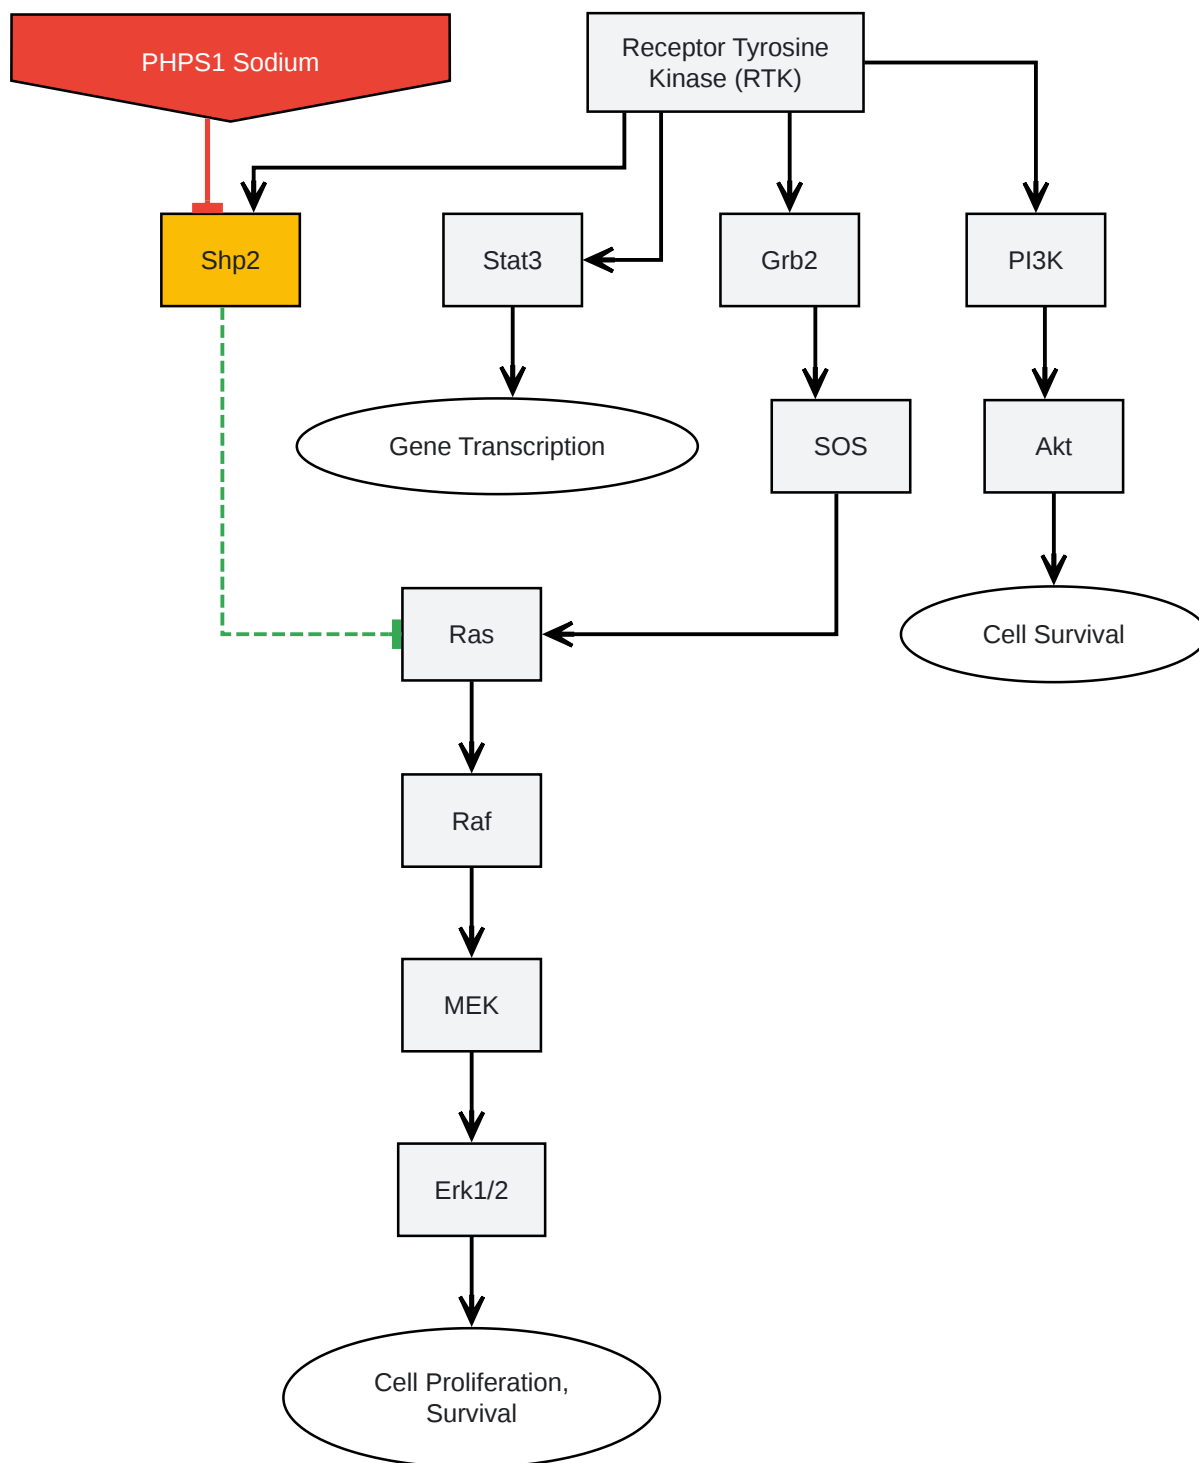 PHPS1 Sodium
Receptor Tyrosine
Kinase (RTK)
Shp2
Stat3
Grb2
PI3K
Gene Transcription
SOS
Akt
Ras
Cell Survival
Raf
MEK
Erk1/2
Cell Proliferation,
Survival